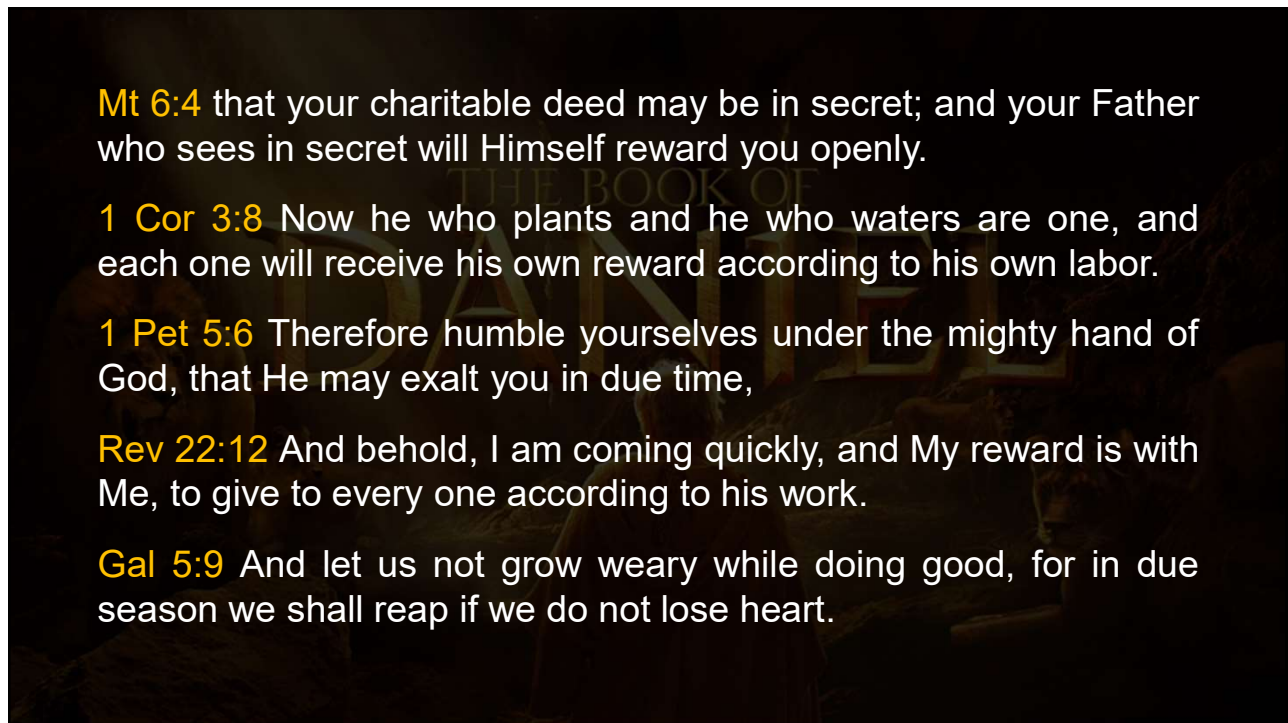 Mt 6:4 that your charitable deed may be in secret; and your Father
who sees in secret will Himself reward you openly.
THE BOOK OF
DANIEL
1 Cor 3:8 Now he who plants and he who waters are one, and
each one will receive his own reward according to his own labor.
1 Pet 5:6 Therefore humble yourselves under the mighty hand of
God, that He may exalt you in due time,
Rev 22:12 And behold, I am coming quickly, and My reward is with
Me, to give to every one according to his work.
Gal 5:9 And let us not grow weary while doing good, for in due
season we shall reap if we do not lose heart.